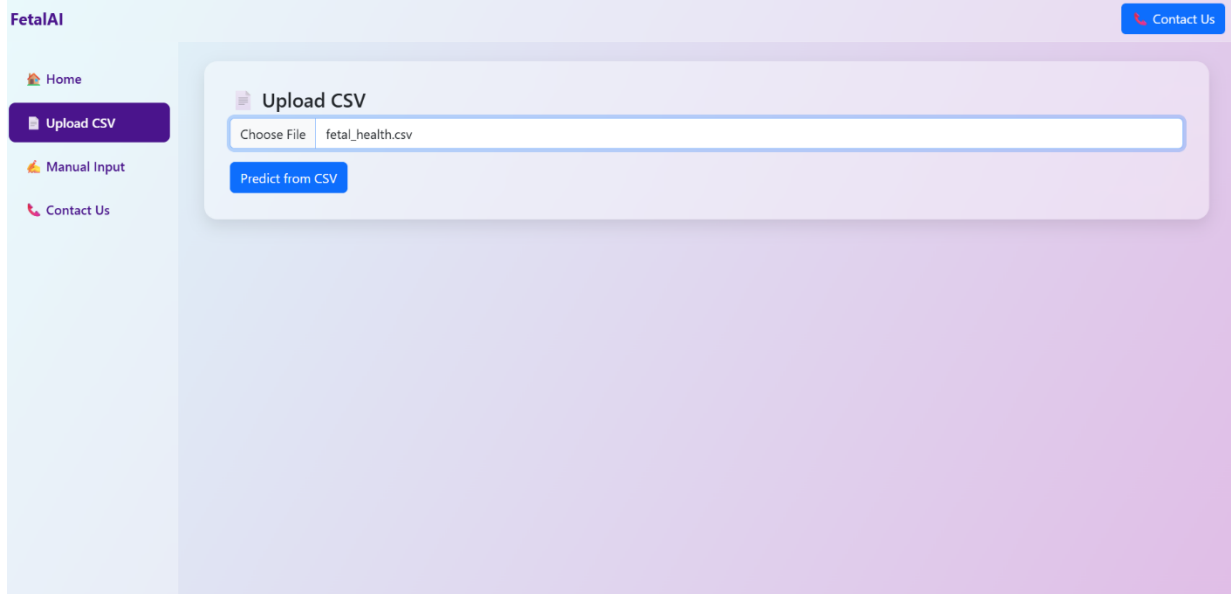 FetalAI
Contact Us
Home
Upload CSV
Manual Input
Contact Us
Upload CSV
Choose File fetal_health.csv
Predict from CSV